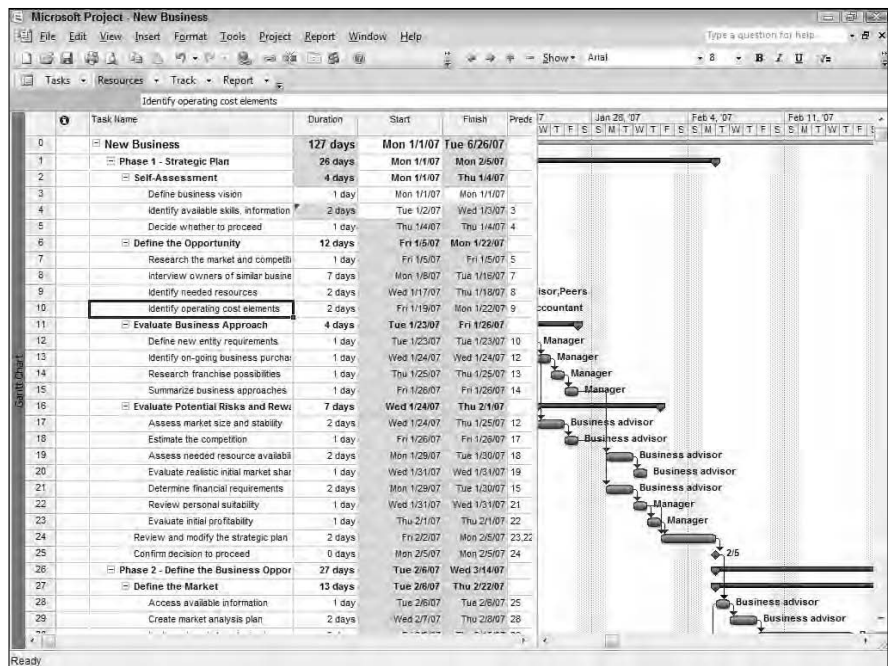 Microsoft Project - New Business
File Edit View Insert Format Tools Project Report Window Help
Type a question for help
Show Arial 8 B I U
Tasks Resources Track Report
Identify operating cost elements
Task Name Duration Start Finish Prede
7 Jan 28, '07 Feb 4, '07 Feb 11, '07
W T F S S M T W T F S S M T W T F S S M T W T F
0 New Business 127 days Mon 1/1/07 Tue 6/26/07
1 Phase 1 - Strategic Plan 26 days Mon 1/1/07 Mon 2/5/07
2 Self-Assessment 4 days Mon 1/1/07 Thu 1/4/07
3 Define business vision 1 day Mon 1/1/07 Mon 1/1/07
4 Identify available skills, information 2 days Tue 1/2/07 Wed 1/3/07 3
5 Decide whether to proceed 1 day Thu 1/4/07 Thu 1/4/07 4
6 Define the Opportunity 12 days Fri 1/5/07 Mon 1/22/07
7 Research the market and competiti 1 day Fri 1/5/07 Fri 1/5/07 5
8 Interview owners of similar busine 7 days Mon 1/8/07 Tue 1/16/07 7
9 Identify needed resources 2 days Wed 1/17/07 Thu 1/18/07 8 isor,Peers
10 Identify operating cost elements 2 days Fri 1/19/07 Mon 1/22/07 9 ccountant
11 Evaluate Business Approach 4 days Tue 1/23/07 Fri 1/26/07
12 Define new entity requirements 1 day Tue 1/23/07 Tue 1/23/07 10 Manager
13 Identify on-going business purchas 1 day Wed 1/24/07 Wed 1/24/07 12 Manager
14 Research franchise possibilities 1 day Thu 1/25/07 Thu 1/25/07 13 Manager
15 Summarize business approaches 1 day Fri 1/26/07 Fri 1/26/07 14 Manager
16 Evaluate Potential Risks and Rewa 7 days Wed 1/24/07 Thu 2/1/07
17 Assess market size and stability 2 days Wed 1/24/07 Thu 1/25/07 12 Business advisor
18 Estimate the competition 1 day Fri 1/26/07 Fri 1/26/07 17 Business advisor
19 Assess needed resource availabili 2 days Mon 1/29/07 Tue 1/30/07 18 Business advisor
20 Evaluate realistic initial market shar 1 day Wed 1/31/07 Wed 1/31/07 19 Business advisor
21 Determine financial requirements 2 days Mon 1/29/07 Tue 1/30/07 15 Business advisor
22 Review personal suitability 1 day Wed 1/31/07 Wed 1/31/07 21 Manager
23 Evaluate initial profitability 1 day Thu 2/1/07 Thu 2/1/07 22 Manager
24 Review and modify the strategic plan 2 days Fri 2/2/07 Mon 2/5/07 23,22
25 Confirm decision to proceed 0 days Mon 2/5/07 Mon 2/5/07 24 2/5
26 Phase 2 - Define the Business Oppor 27 days Tue 2/6/07 Wed 3/14/07
27 Define the Market 13 days Tue 2/6/07 Thu 2/22/07
28 Access available information 1 day Tue 2/6/07 Tue 2/6/07 25 Business advisor
29 Create market analysis plan 2 days Wed 2/7/07 Thu 2/8/07 28 Business advisor
Gantt Chart
Ready